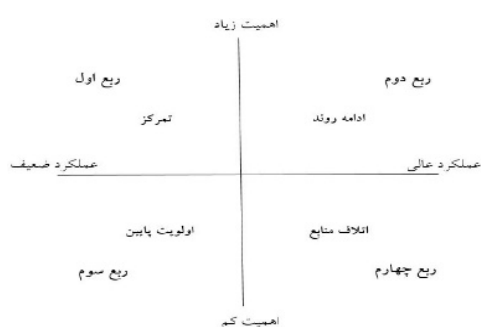 اهمیت زیاد
ربع دوم
ربع اول
ادامه روند
تمرکز
عملکرد عالی
عملکرد ضعیف
اتلاف منابع
اولویت پایین
ربع چهارم
ربع سوم
اهمیت کم